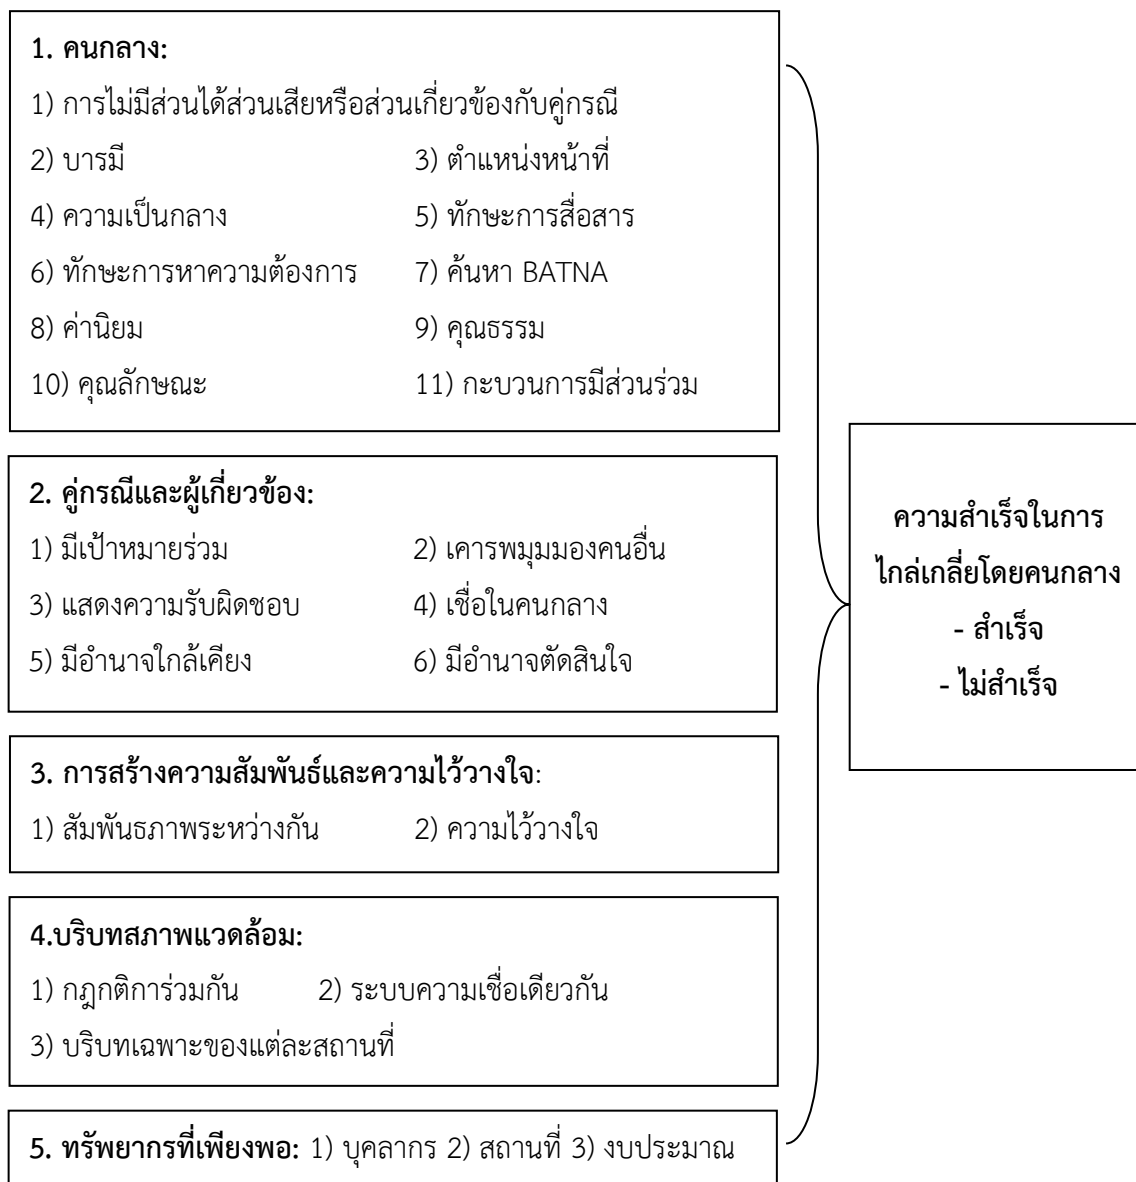 1. คนกลาง:
1) การไม่มีส่วนได้ส่วนเสียหรือส่วนเกี่ยวข้องกับคู่กรณี
2) บารมี 3) ตำแหน่งหน้าที่
4) ความเป็นกลาง 5) ทักษะการสื่อสาร
6) ทักษะการหาความต้องการ 7) ค้นหา BATNA
8) ค่านิยม 9) คุณธรรม
10) คุณลักษณะ 11) กะบวนการมีส่วนร่วม
2. คู่กรณีและผู้เกี่ยวข้อง:
1) มีเป้าหมายร่วม 2) เคารพมุมมองคนอื่น
3) แสดงความรับผิดชอบ 4) เชื่อในคนกลาง
5) มีอำนาจใกล้เคียง 6) มีอำนาจตัดสินใจ
3. การสร้างความสัมพันธ์และความไว้วางใจ:
1) สัมพันธภาพระหว่างกัน 2) ความไว้วางใจ
4.บริบทสภาพแวดล้อม:
1) กฎกติการ่วมกัน 2) ระบบความเชื่อเดียวกัน
3) บริบทเฉพาะของแต่ละสถานที่
5. ทรัพยากรที่เพียงพอ: 1) บุคลากร 2) สถานที่ 3) งบประมาณ
ความสำเร็จในการ
ไกล่เกลี่ยโดยคนกลาง
- สำเร็จ
- ไม่สำเร็จ